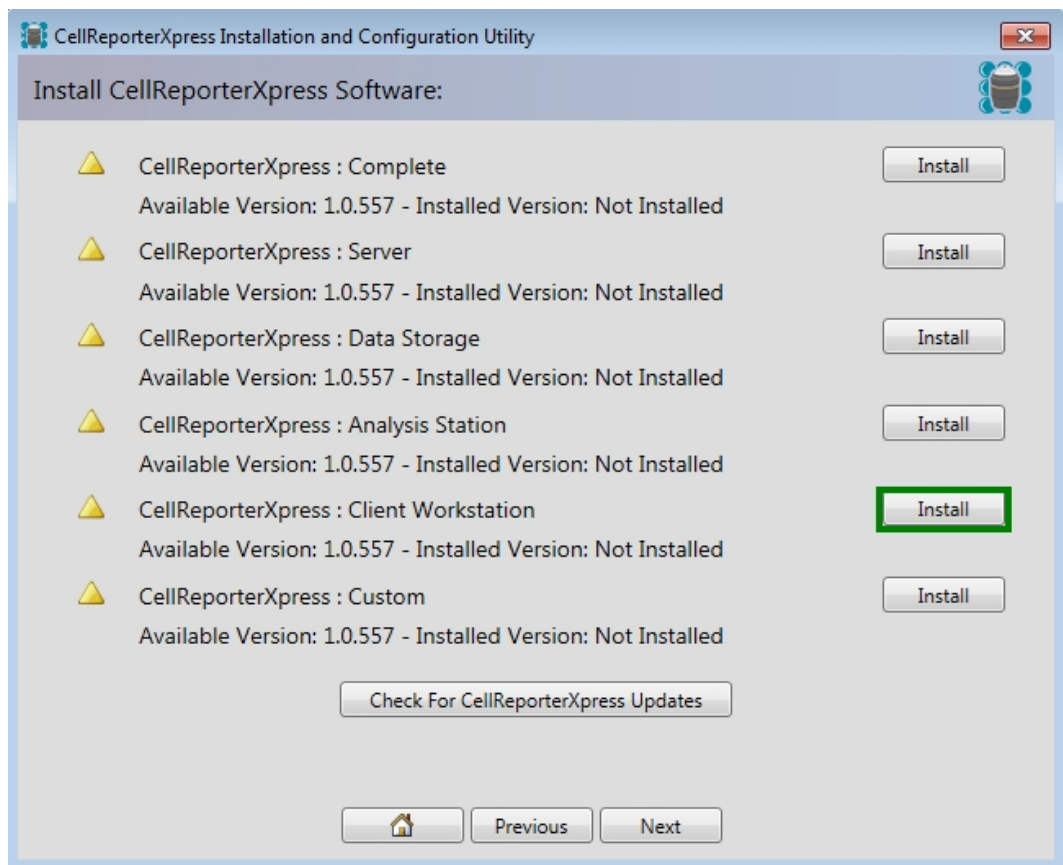 CellReporterXpress Installation and Configuration Utility
Install CellReporterXpress Software:
CellReporterXpress : Complete
Install
Available Version: 1.0.557 - Installed Version: Not Installed
CellReporterXpress : Server
Install
Available Version: 1.0.557 - Installed Version: Not Installed
CellReporterXpress : Data Storage
Install
Available Version: 1.0.557 - Installed Version: Not Installed
CellReporterXpress : Analysis Station
Install
Available Version: 1.0.557 - Installed Version: Not Installed
CellReporterXpress : Client Workstation
Install
Available Version: 1.0.557 - Installed Version: Not Installed
CellReporterXpress : Custom
Install
Available Version: 1.0.557 - Installed Version: Not Installed
Check For CellReporterXpress Updates
Previous
Next